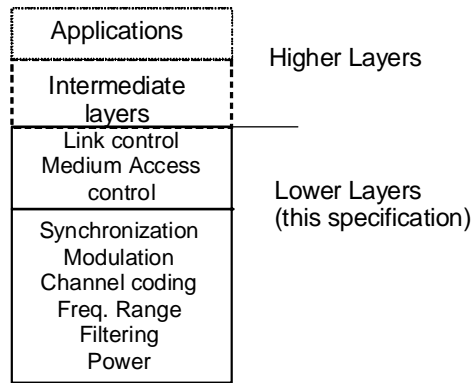 Applications
Higher Layers
Intermediate
layers
Link control
Medium Access
control
Lower Layers
(this specification)
Synchronization
Modulation
Channel coding
Freq. Range
Filtering
Power